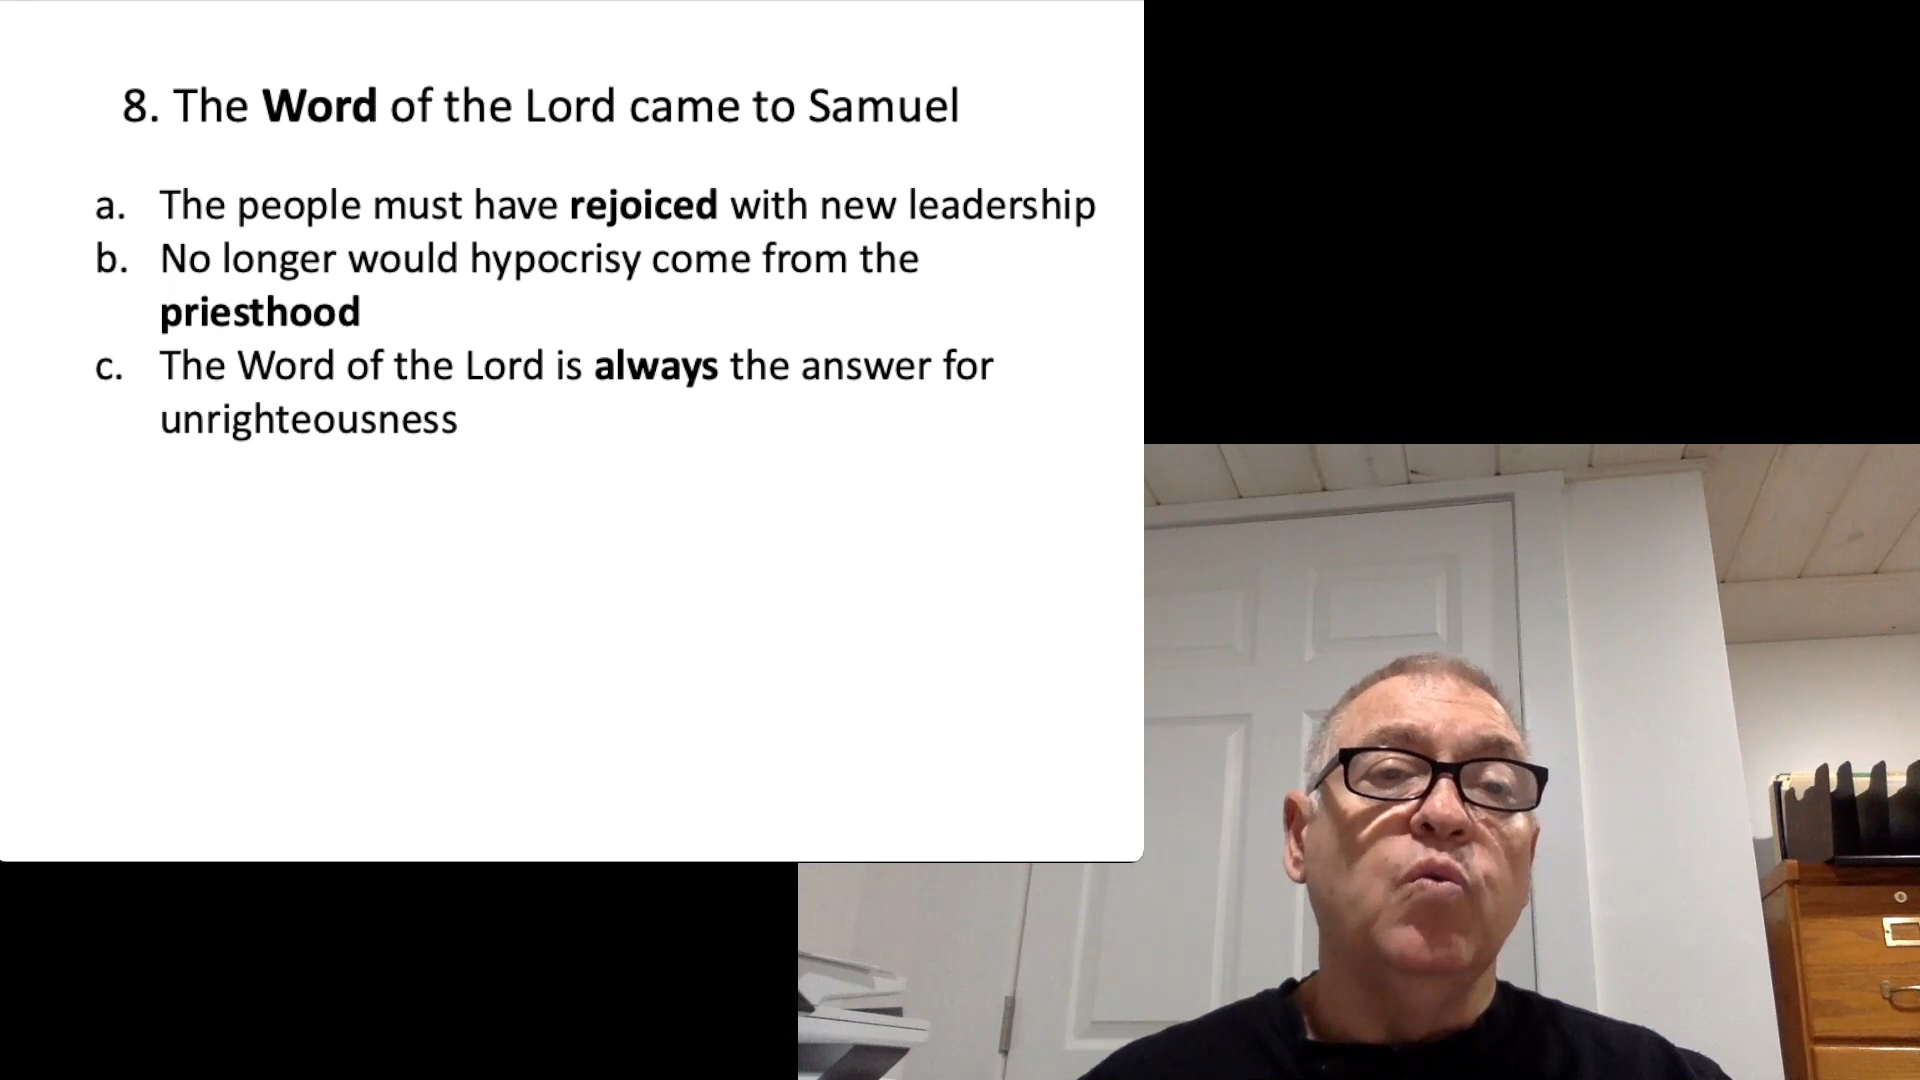 8. The Word of the Lord came to Samuel
a. The people must have rejoiced with new leadership
b. No longer would hypocrisy come from the
priesthood
c. The Word of the Lord is always the answer for
unrighteousness